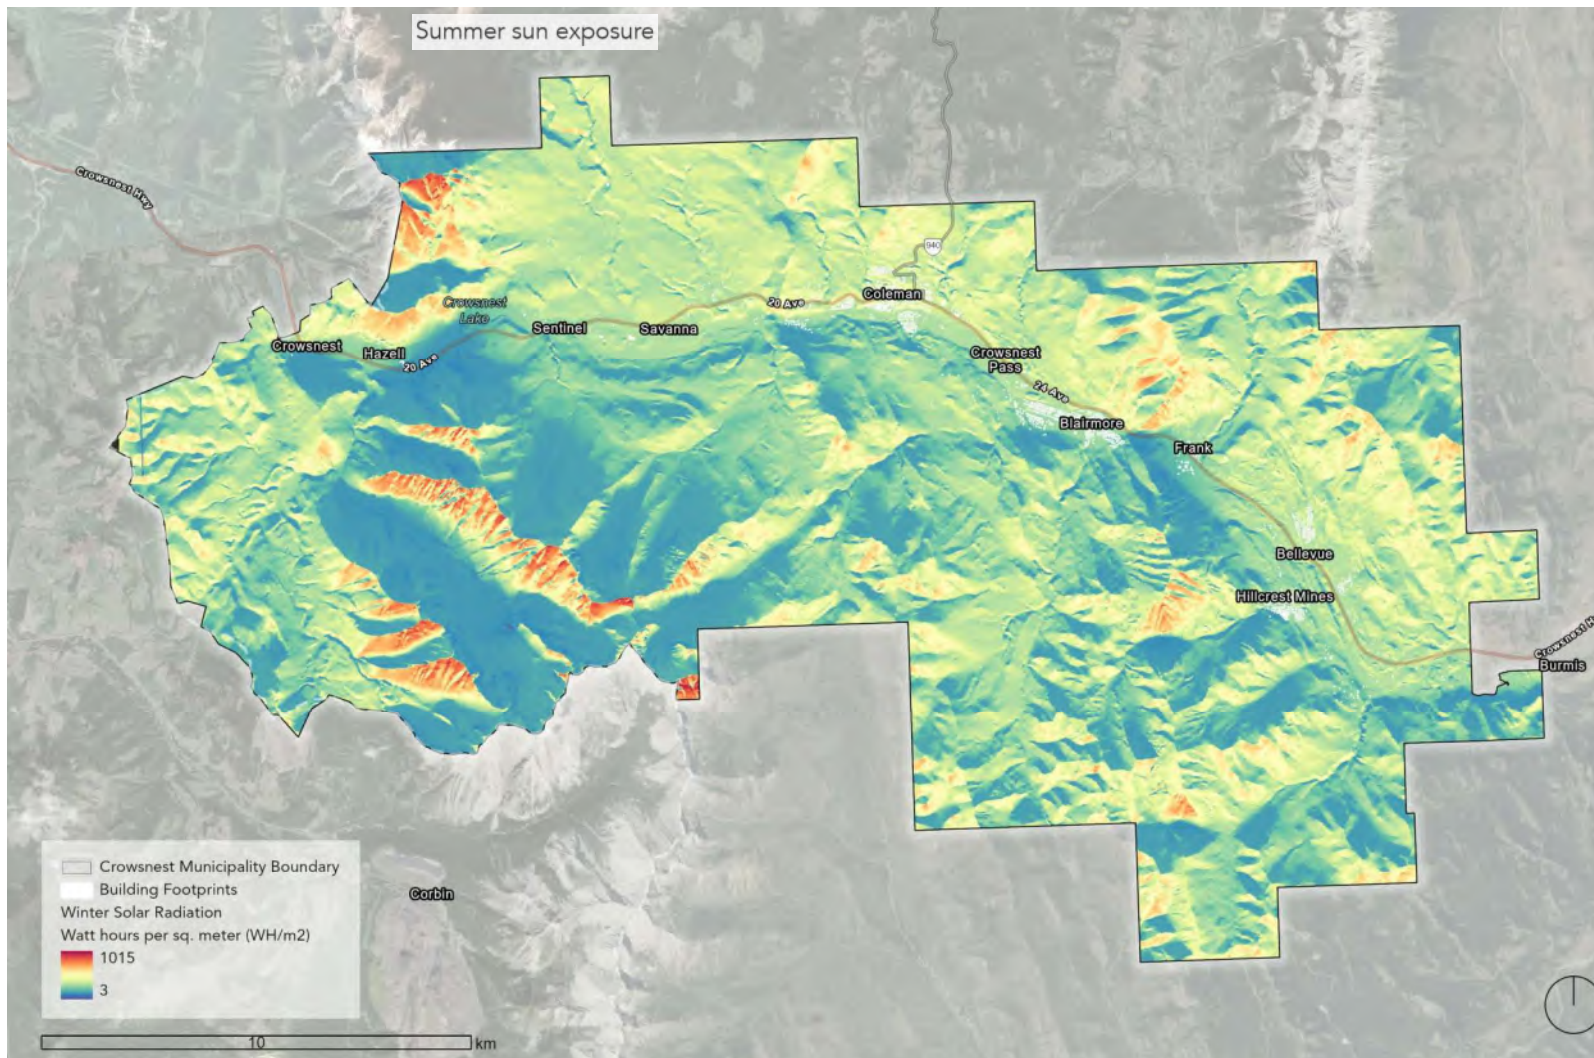 Summer sun exposure
Crowsnest Hwy
940
Crowsnest
Lake
20 Ave
Coleman
Sentinel
Savanna
Crowsnest
Hazell
20 Ave
Crowsnest
Pass
24 Ave
Blairmore
Frank
Bellevue
Hillcrest Mines
Crowsnest H
Burmis
Corbin
Crowsnest Municipality Boundary
Building Footprints
Winter Solar Radiation
Watt hours per sq. meter (WH/m2)
1015
3
10
km